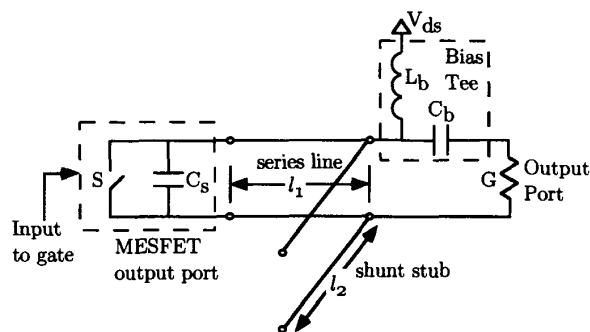 V_ds
Bias
Tee
L_b
C_b
series line
l_1
S
C_s
G
Output
Port
Input
to gate
MESFET
output port
shunt stub
l_2